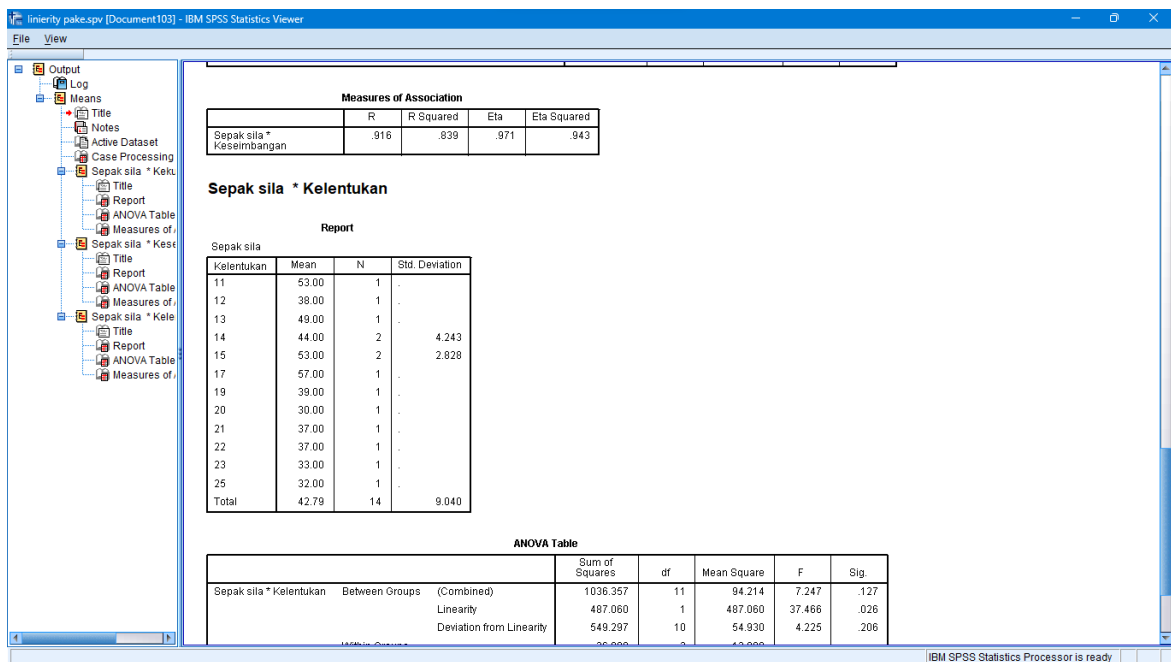 linierity pake.spv [Document103] - IBM SPSS Statistics Viewer
File View
Output
Log
Means
Title
Notes
Active Dataset
Case Processing
Sepak sila * Keku
Title
Report
ANOVA Table
Measures of
Sepak sila * Kese
Title
Report
ANOVA Table
Measures of
Sepak sila * Kele
Title
Report
ANOVA Table
Measures of
Measures of Association
R R Squared Eta Eta Squared
Sepak sila * Keseimbangan .916 .839 .971 .943
Sepak sila * Kelentukan
Report
Sepak sila
Kelentukan Mean N Std. Deviation
11 53.00 1 .
12 38.00 1 .
13 49.00 1 .
14 44.00 2 4.243
15 53.00 2 2.828
17 57.00 1 .
19 39.00 1 .
20 30.00 1 .
21 37.00 1 .
22 37.00 1 .
23 33.00 1 .
25 32.00 1 .
Total 42.79 14 9.040
ANOVA Table
Sum of Squares df Mean Square F Sig.
Sepak sila * Kelentukan Between Groups (Combined) 1036.357 11 94.214 7.247 .127
Linearity 487.060 1 487.060 37.466 .026
Deviation from Linearity 549.297 10 54.930 4.225 .206
IBM SPSS Statistics Processor is ready